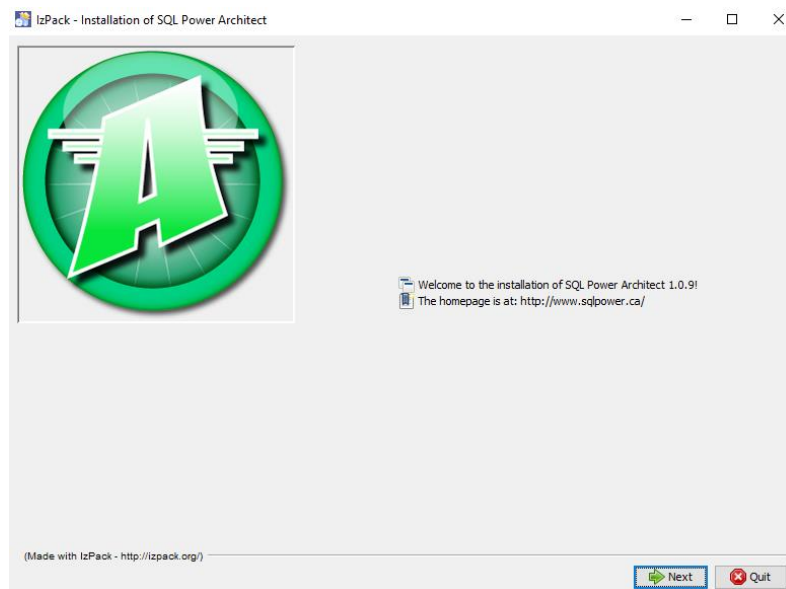 IzPack - Installation of SQL Power Architect
A
Welcome to the installation of SQL Power Architect 1.0.9!
The homepage is at: http://www.sqlpower.ca/
(Made with IzPack - http://izpack.org/)
Next
Quit